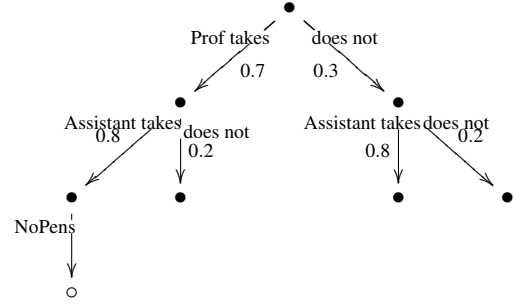 Prof takes does not
0.7 0.3
Assistant takes does not Assistant takes does not
0.8 0.2 0.8 0.2
NoPens